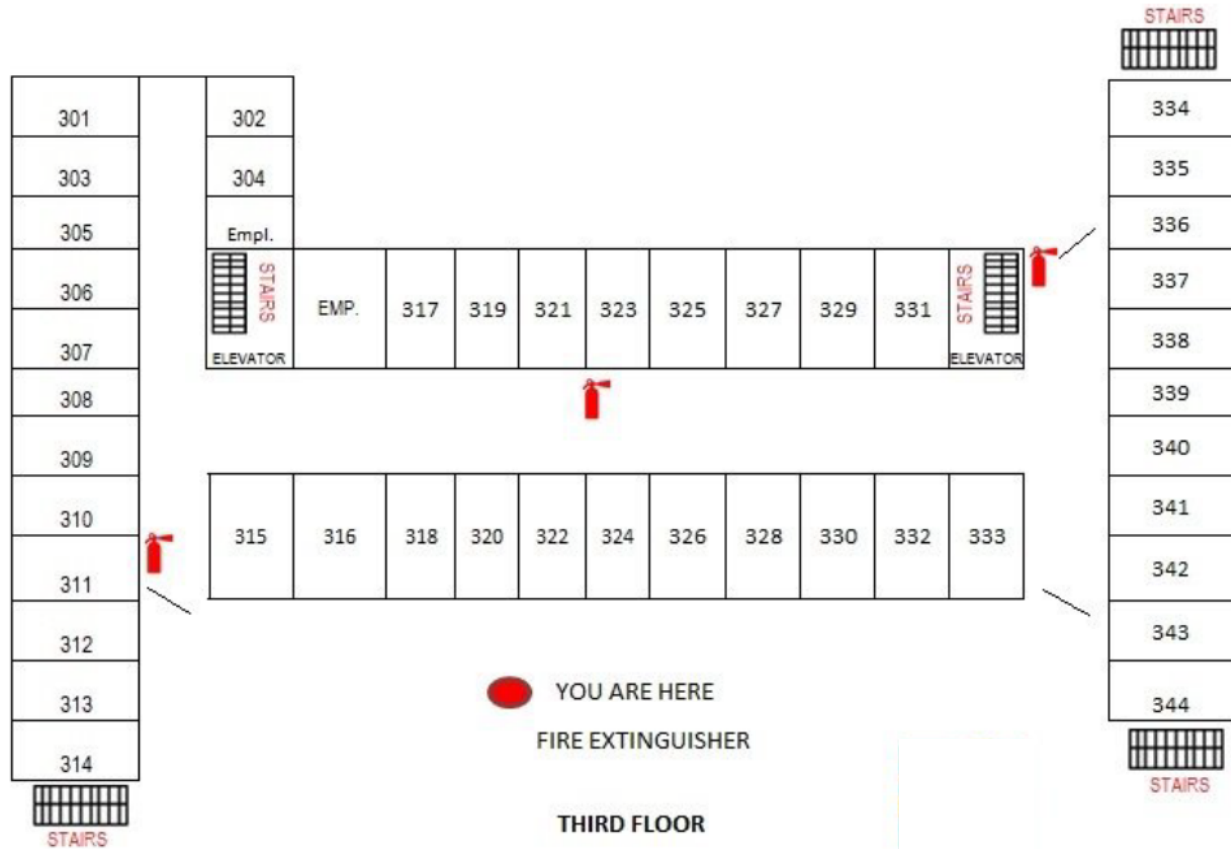 STAIRS
301 302 334
303 304 335
305 Empl. 336
306 STAIRS EMP. 317 319 321 323 325 327 329 331 STAIRS 337
307 ELEVATOR ELEVATOR 338
308 339
309 340
310 341
315 316 318 320 322 324 326 328 330 332 333
311 342
312 343
313 344
314
YOU ARE HERE
FIRE EXTINGUISHER
STAIRS
THIRD FLOOR
STAIRS